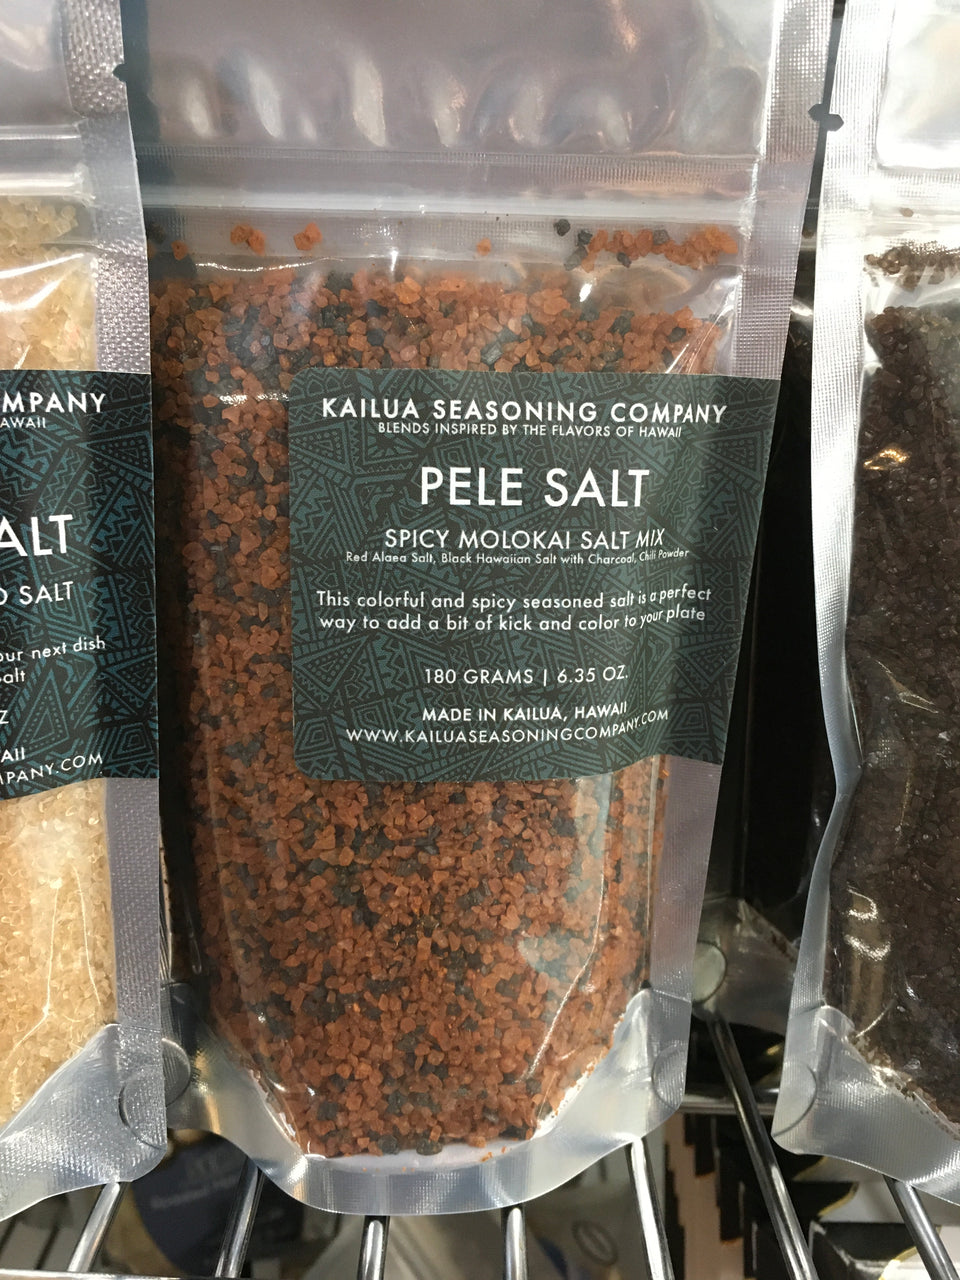 KAILUA SEASONING COMPANY
BLENDS INSPIRED BY THE FLAVORS OF HAWAII
PELE SALT
SPICY MOLOKAI SALT MIX
Red Alaea Salt, Black Hawaiian Salt with Charcoal, Chili Powder
This colorful and spicy seasoned salt is a perfect
way to add a bit of kick and color to your plate
180 GRAMS | 6.35 OZ.
MADE IN KAILUA, HAWAII
WWW.KAILUASEASONINGCOMPANY.COM
MPANY
AWAII
ALT
O SALT
our next dish
salt
Z
AII
PANY.COM